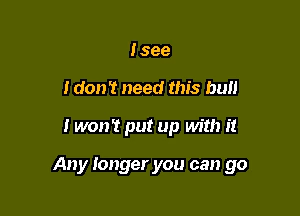 I see
I don't need this bull
I won't put up with it
Any longer you can go